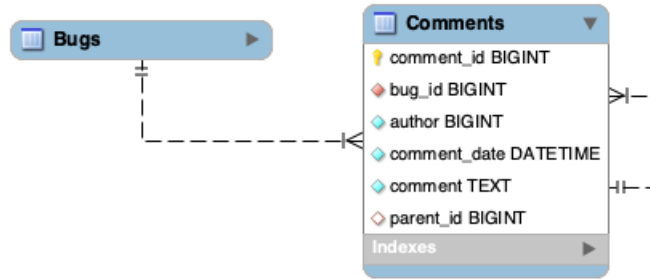 Bugs
Comments
comment_id BIGINT
bug_id BIGINT
author BIGINT
comment_date DATETIME
comment TEXT
parent_id BIGINT
Indexes